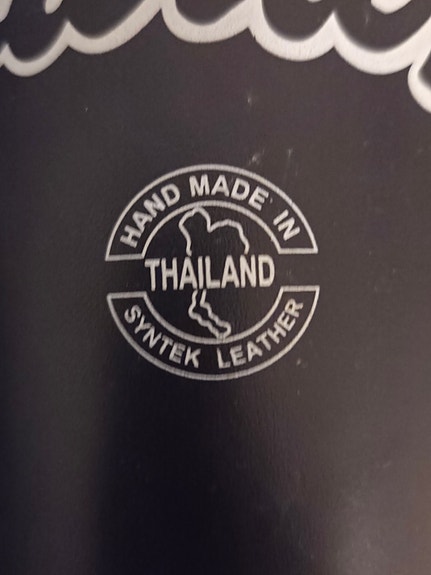 HAND MADE IN
THAILAND
SYNTEK LEATHER